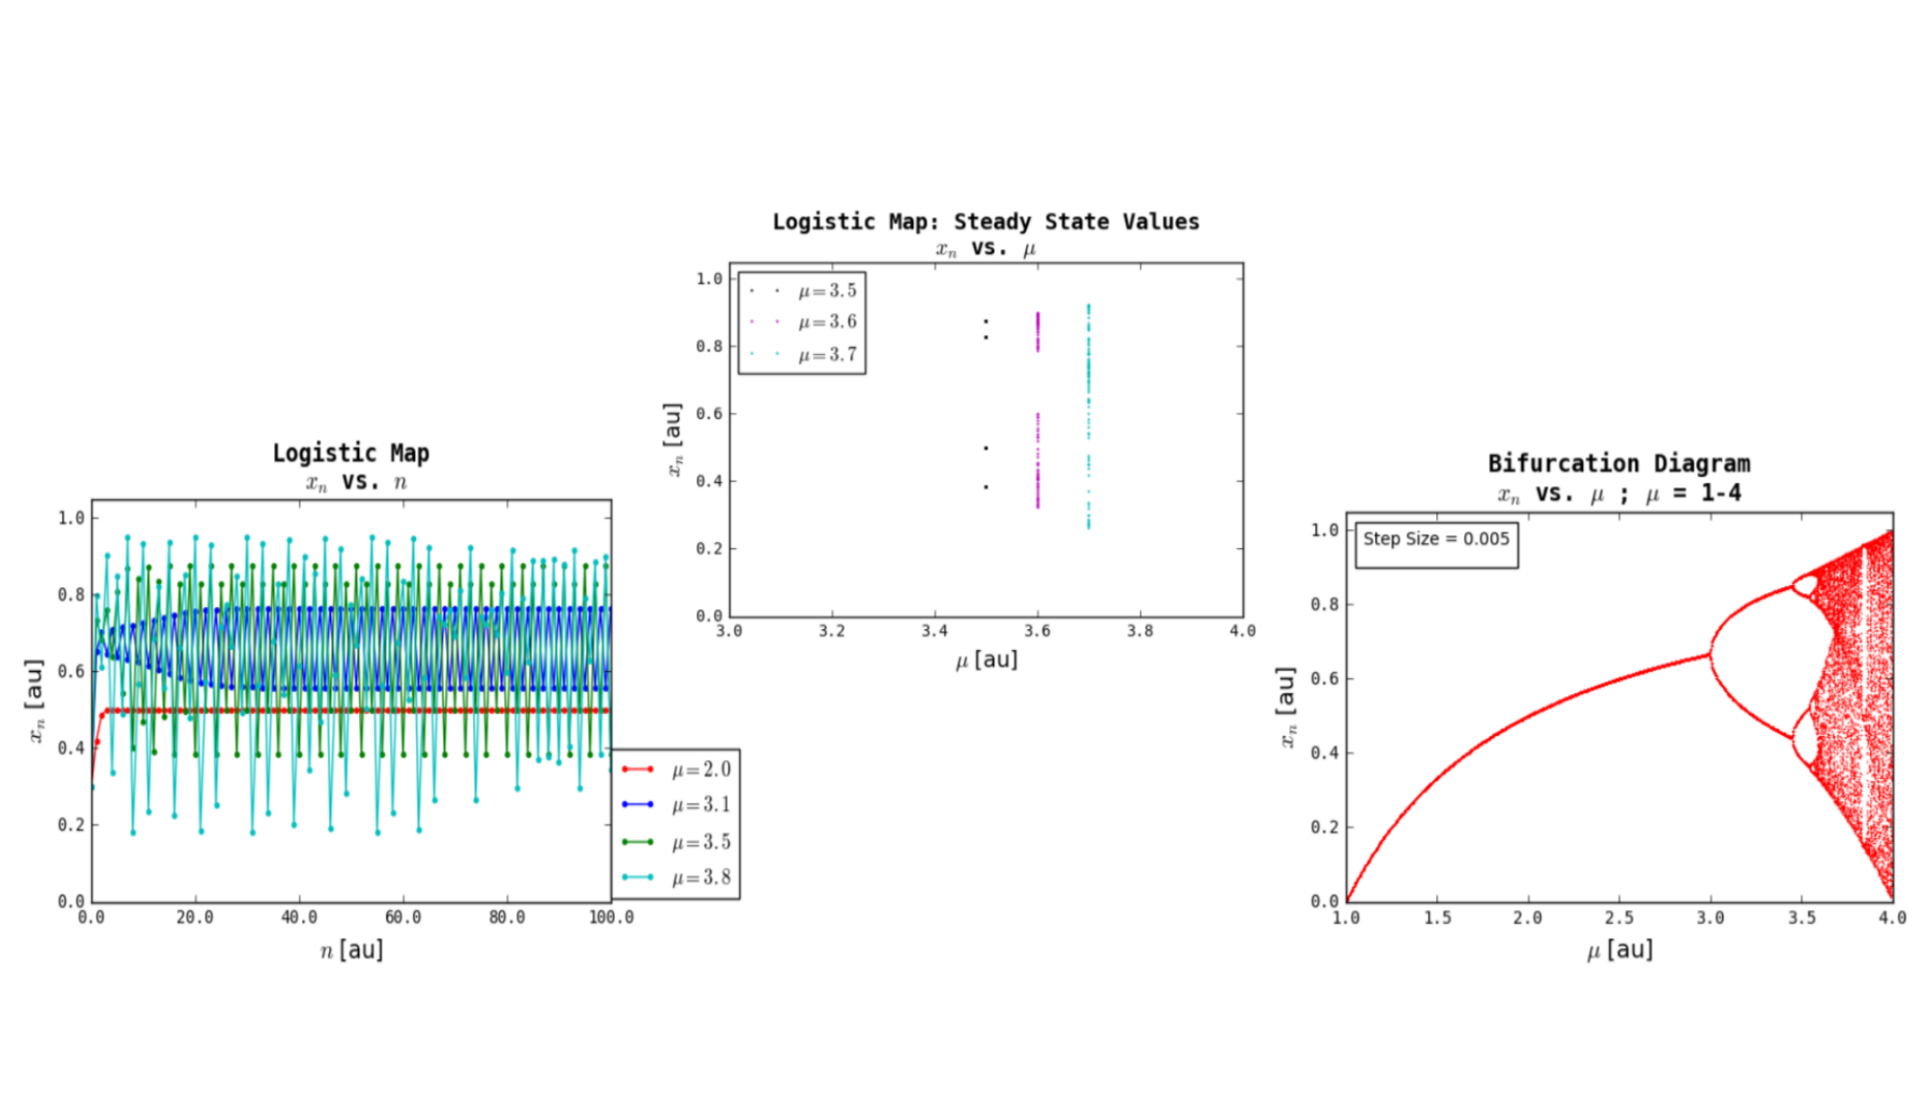 Logistic Map
xₙ vs. n
1.0
0.8
0.6
0.4
0.2
0.0
xₙ [au]
0.0 20.0 40.0 60.0 80.0 100.0
n [au]
μ=2.0
μ=3.1
μ=3.5
μ=3.8
Logistic Map: Steady State Values
xₙ vs. μ
1.0
0.8
0.6
0.4
0.2
0.0
xₙ [au]
μ=3.5
μ=3.6
μ=3.7
3.0 3.2 3.4 3.6 3.8 4.0
μ [au]
Bifurcation Diagram
xₙ vs. μ ; μ = 1-4
Step Size = 0.005
1.0
0.8
0.6
0.4
0.2
0.0
xₙ [au]
1.0 1.5 2.0 2.5 3.0 3.5 4.0
μ [au]